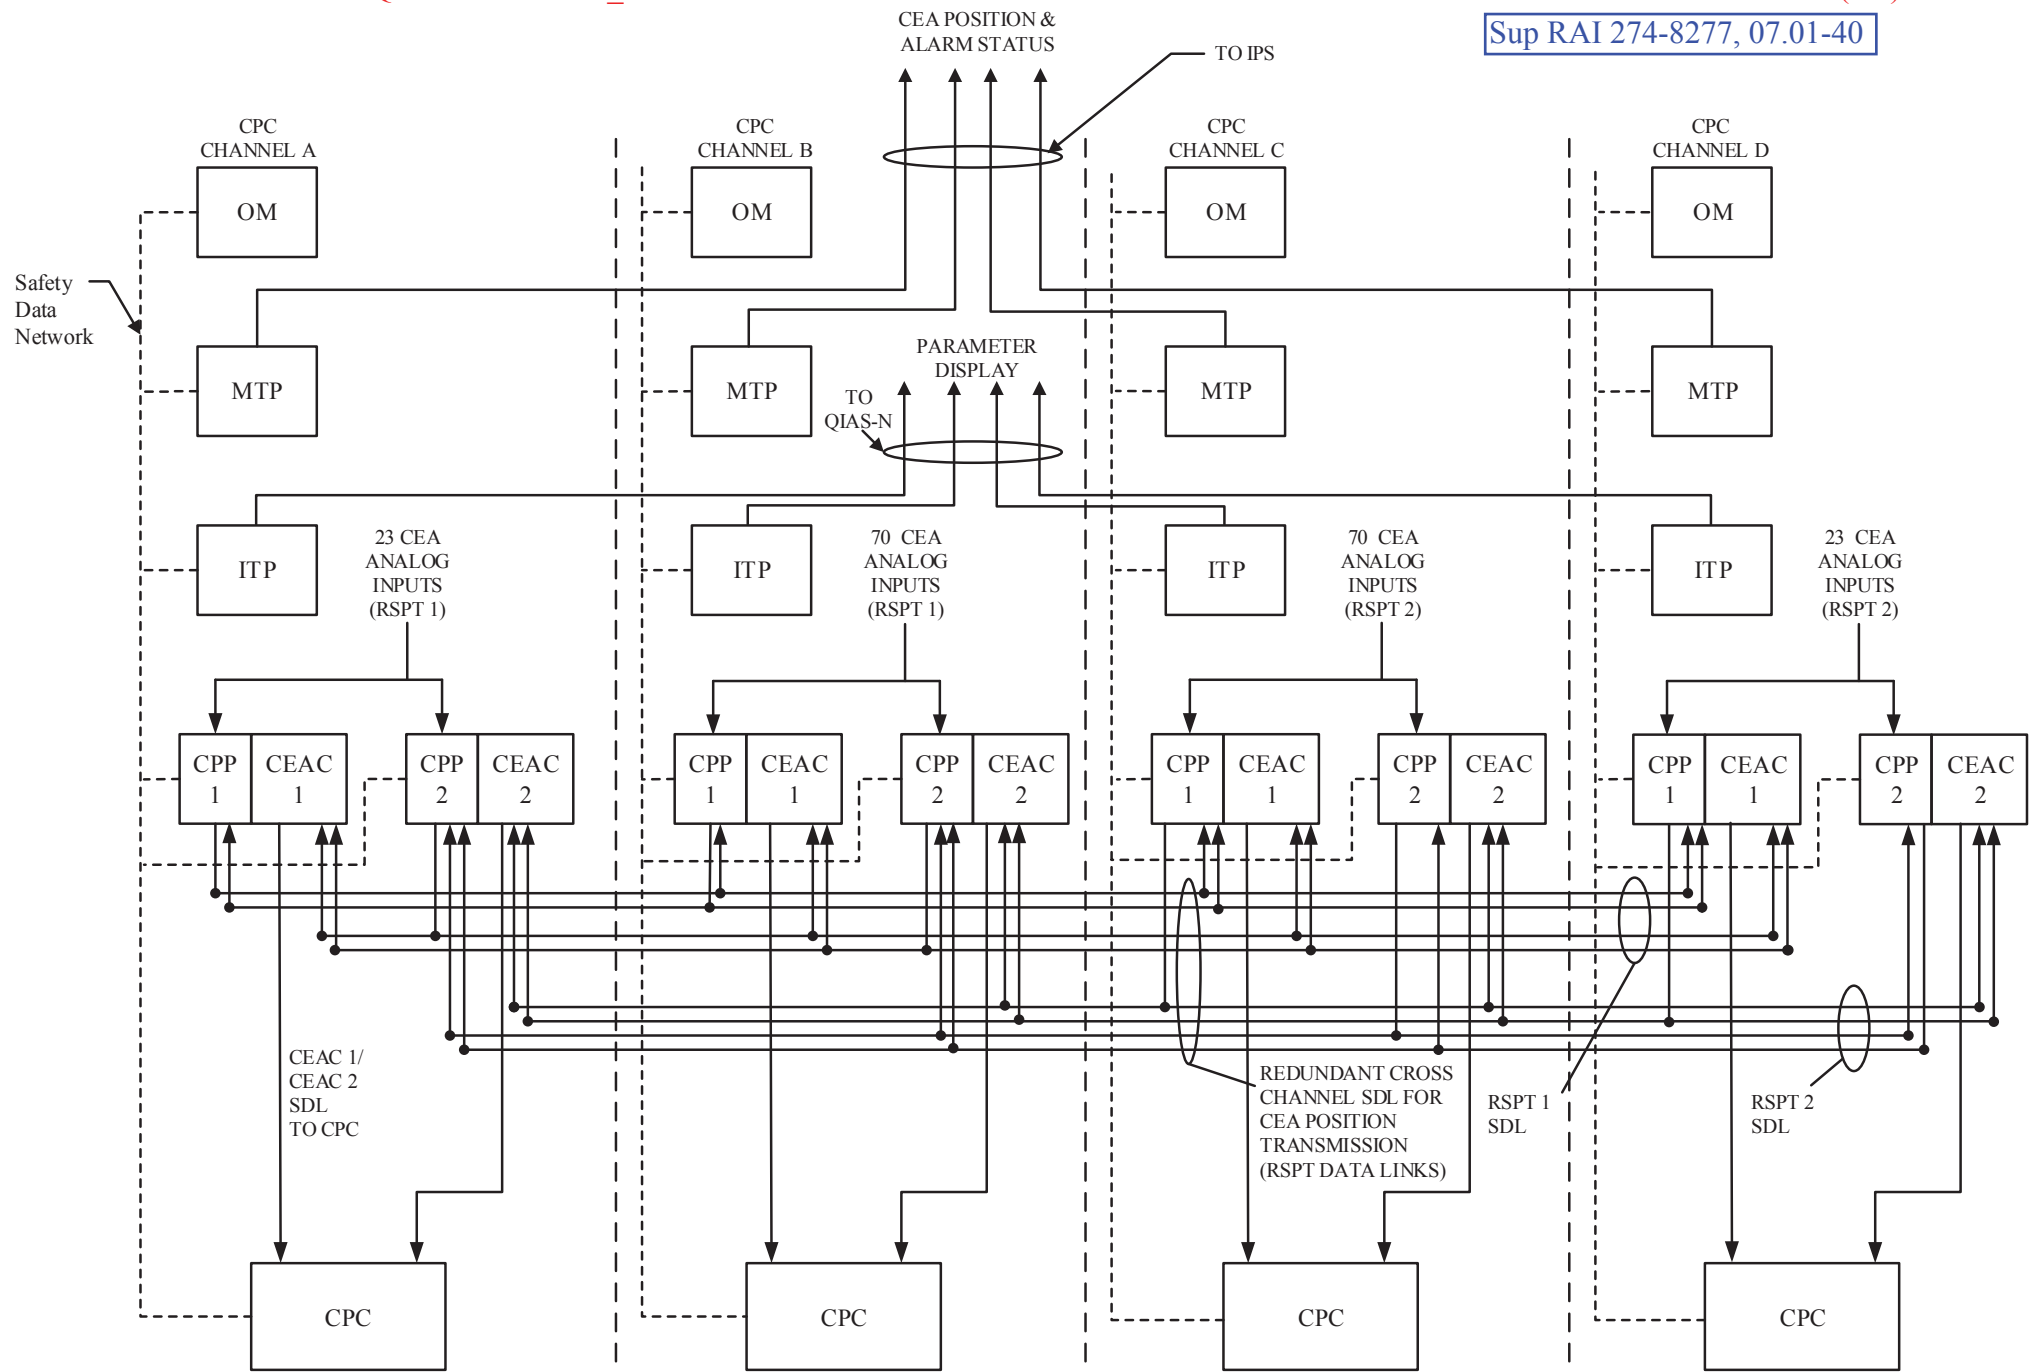 CEA POSITION &
ALARM STATUS
Sup RAI 274-8277, 07.01-40
TO IPS
CPC
CHANNEL A
CPC
CHANNEL B
CPC
CHANNEL C
CPC
CHANNEL D
OM
OM
OM
OM
Safety
Data
Network
MTP
MTP
MTP
MTP
PARAMETER
DISPLAY
TO
QIAS-N
23 CEA
ANALOG
INPUTS
(RSPT 1)
70 CEA
ANALOG
INPUTS
(RSPT 1)
70 CEA
ANALOG
INPUTS
(RSPT 2)
23 CEA
ANALOG
INPUTS
(RSPT 2)
ITP
ITP
ITP
ITP
CPP
1
CEAC
1
CPP
2
CEAC
2
CPP
1
CEAC
1
CPP
2
CEAC
2
CPP
1
CEAC
1
CPP
2
CEAC
2
CPP
1
CEAC
1
CPP
2
CEAC
2
CEAC 1/
CEAC 2
SDL
TO CPC
REDUNDANT CROSS
CHANNEL SDL FOR
CEA POSITION
TRANSMISSION
(RSPT DATA LINKS)
RSPT 1
SDL
RSPT 2
SDL
CPC
CPC
CPC
CPC